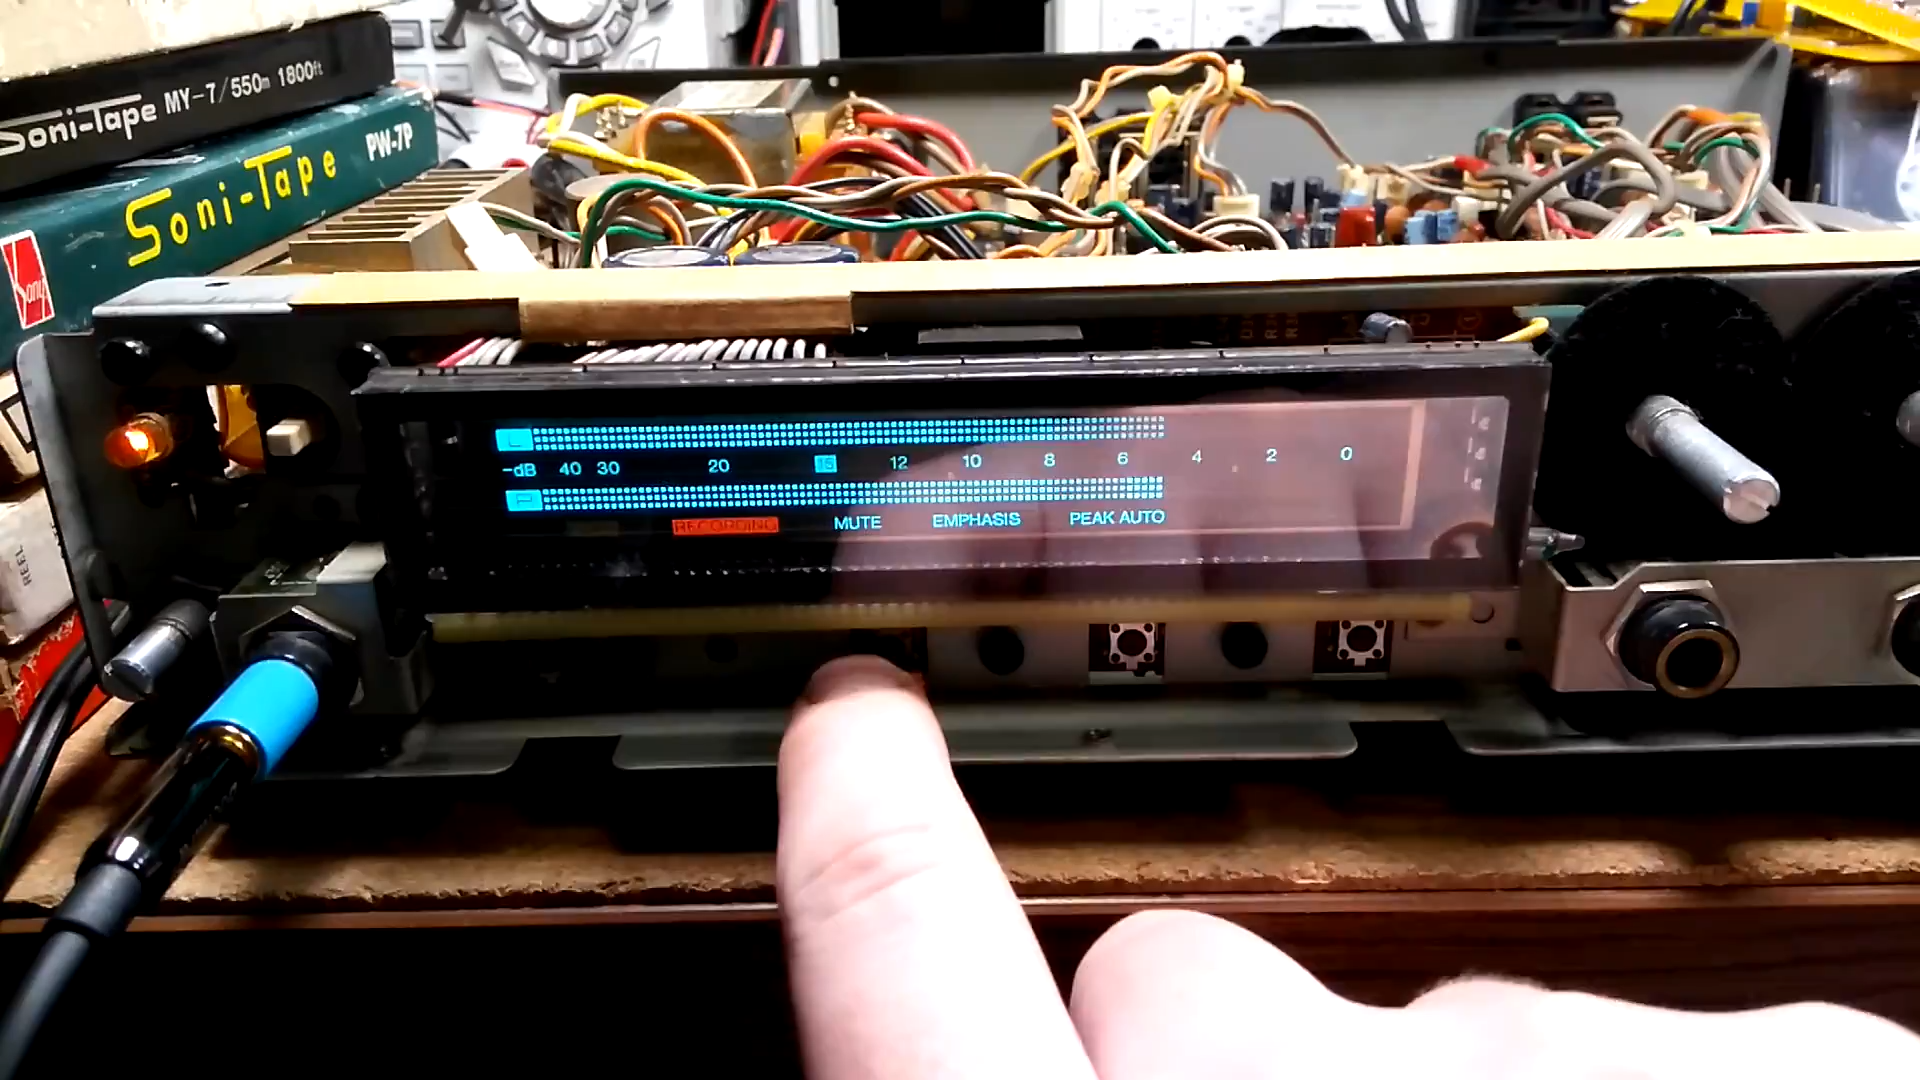 Soni-Tape MY-7/550m 1800ft
Soni-Tape PW-7P
Sony
REEL
L
-dB 40 30 20 15 12 10 8 6 4 2 0
R
RECORDING MUTE EMPHASIS PEAK AUTO